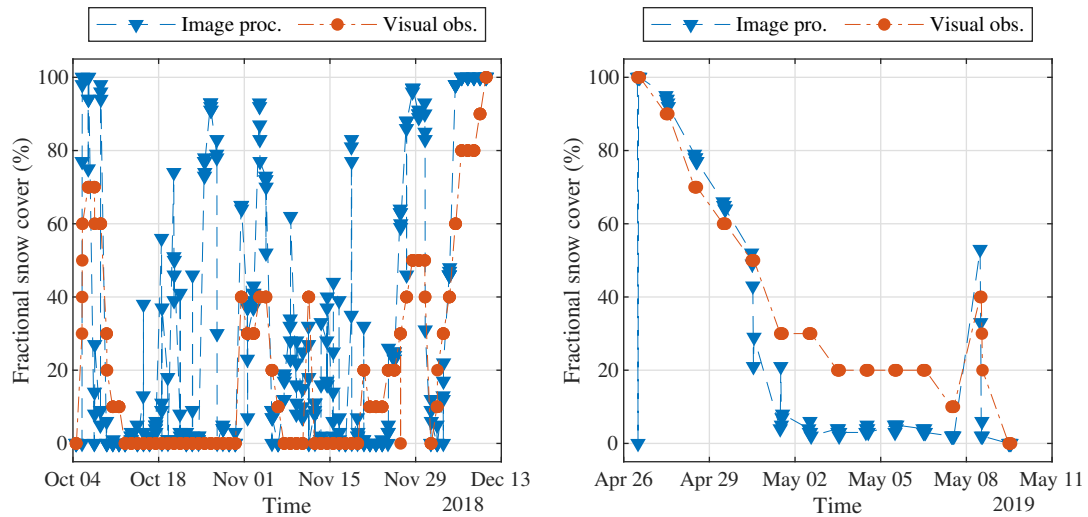 Image proc. Visual obs.
100
80
60
40
20
0
Fractional snow cover (%)
Oct 04 Oct 18 Nov 01 Nov 15 Nov 29 Dec 13
Time 2018
Image pro. Visual obs.
100
80
60
40
20
0
Fractional snow cover (%)
Apr 26 Apr 29 May 02 May 05 May 08 May 11
Time 2019